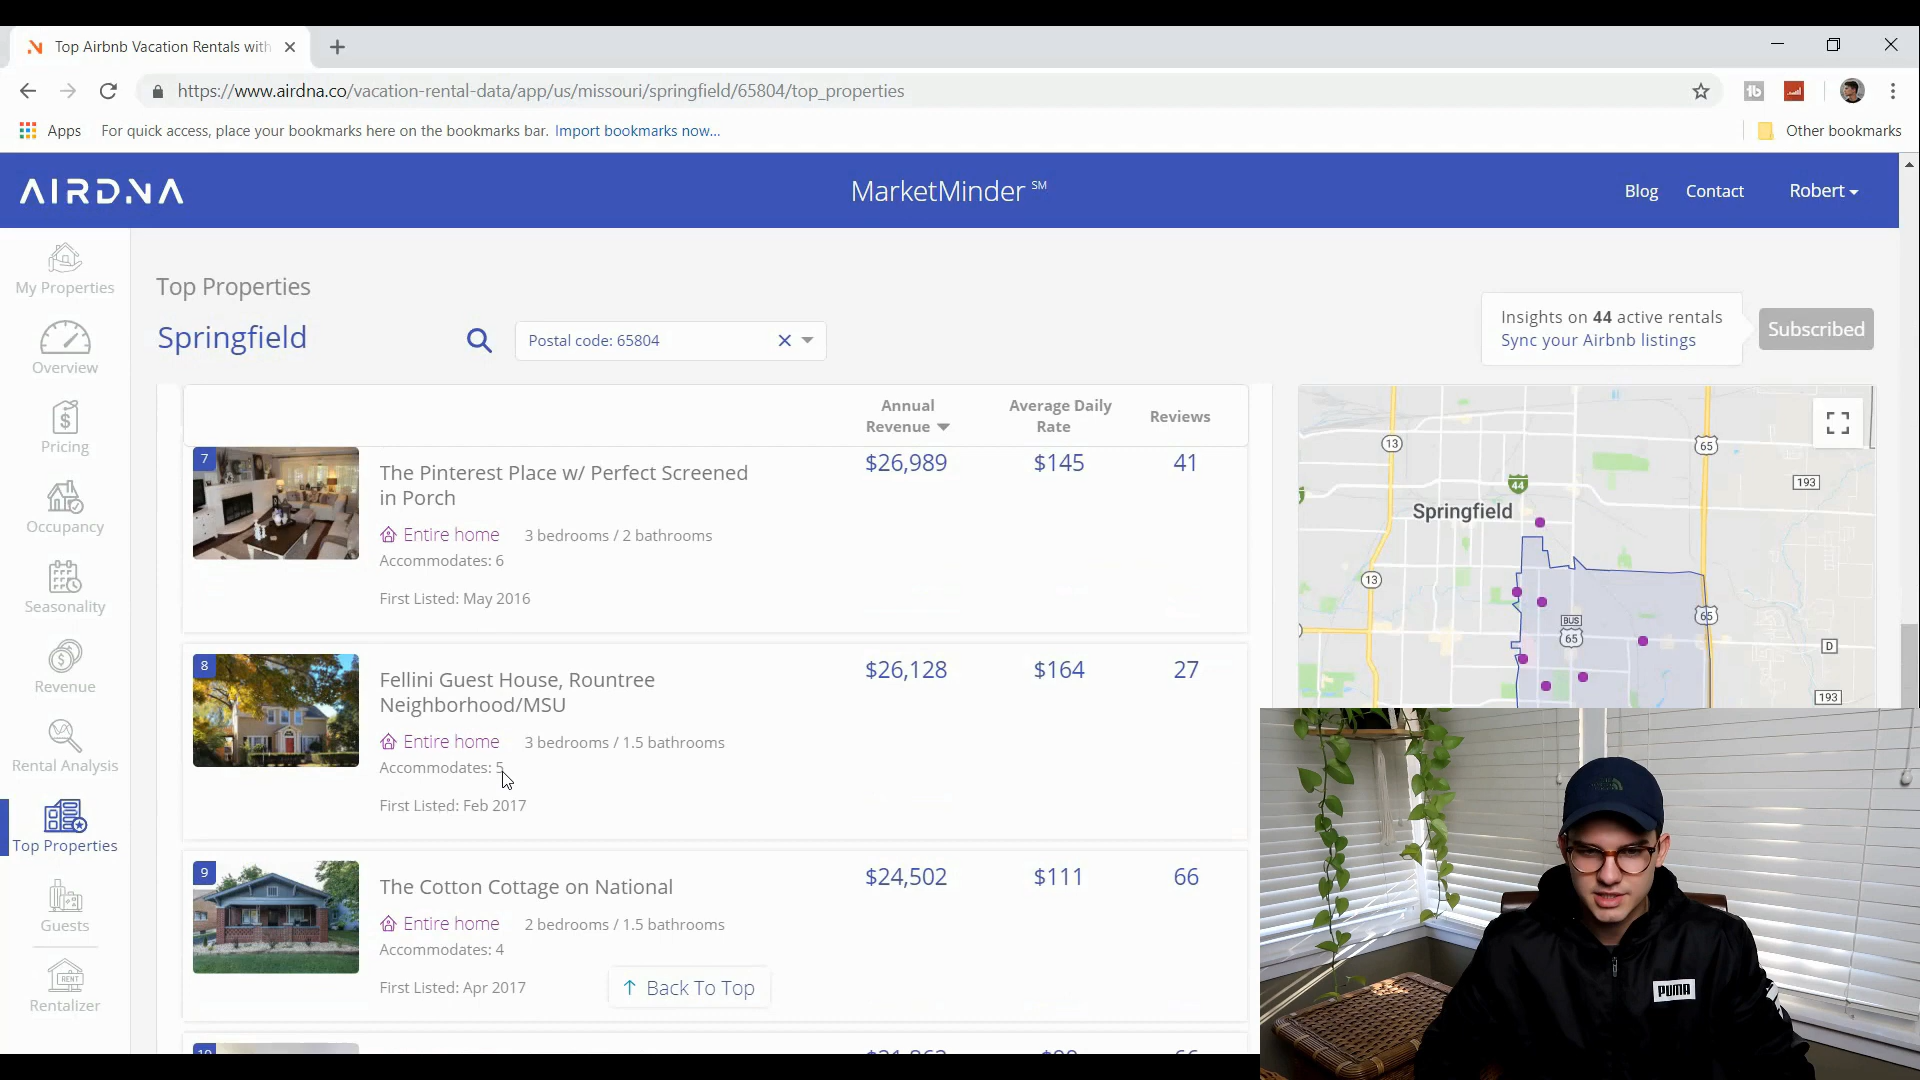 Top Airbnb Vacation Rentals with
https://www.airdna.co/vacation-rental-data/app/us/missouri/springfield/65804/top_properties
Apps
For quick access, place your bookmarks here on the bookmarks bar. Import bookmarks now...
Other bookmarks
AIRDNA
MarketMinder SM
Blog
Contact
Robert
My Properties
Overview
Pricing
Occupancy
Seasonality
Revenue
Rental Analysis
Top Properties
Guests
RENT
Rentalizer
Top Properties
Springfield
Postal code: 65804
Insights on 44 active rentals
Sync your Airbnb listings
Subscribed
Annual Revenue
Average Daily Rate
Reviews
7
The Pinterest Place w/ Perfect Screened
in Porch
Entire home 3 bedrooms / 2 bathrooms
Accommodates: 6
First Listed: May 2016
$26,989 $145 41
8
Fellini Guest House, Rountree
Neighborhood/MSU
Entire home 3 bedrooms / 1.5 bathrooms
Accommodates: 5
First Listed: Feb 2017
$26,128 $164 27
9
The Cotton Cottage on National
Entire home 2 bedrooms / 1.5 bathrooms
Accommodates: 4
First Listed: Apr 2017
$24,502 $111 66
Back To Top
13
65
44
193
Springfield
13
BUS
65
65
D
193
PUMA